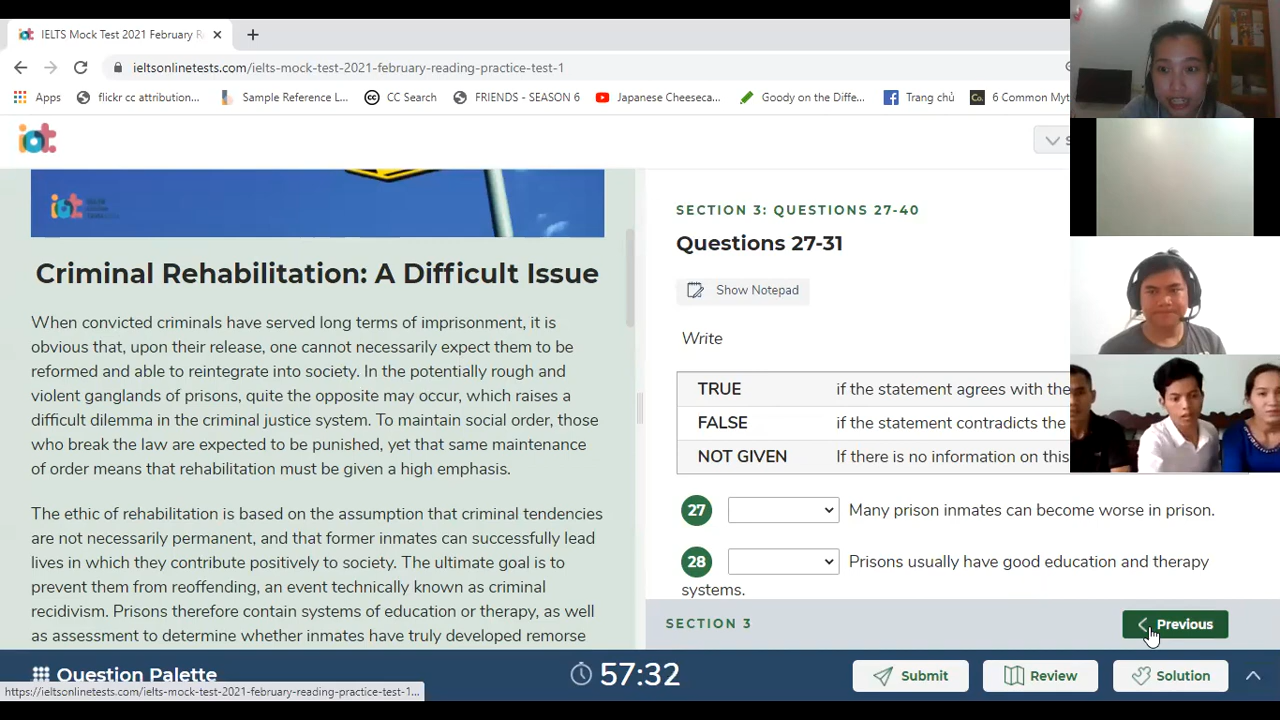 IELTS Mock Test 2021 February R
ieltsonlinetests.com/ielts-mock-test-2021-february-reading-practice-test-1
Apps flickr cc attribution... Sample Reference L... CC Search FRIENDS - SEASON 6 Japanese Cheeseca... Goody on the Diffe... Trang chủ 6 Common Myt
iot
iot
Criminal Rehabilitation: A Difficult Issue
When convicted criminals have served long terms of imprisonment, it is
obvious that, upon their release, one cannot necessarily expect them to be
reformed and able to reintegrate into society. In the potentially rough and
violent ganglands of prisons, quite the opposite may occur, which raises a
difficult dilemma in the criminal justice system. To maintain social order, those
who break the law are expected to be punished, yet that same maintenance
of order means that rehabilitation must be given a high emphasis.
The ethic of rehabilitation is based on the assumption that criminal tendencies
are not necessarily permanent, and that former inmates can successfully lead
lives in which they contribute positively to society. The ultimate goal is to
prevent them from reoffending, an event technically known as criminal
recidivism. Prisons therefore contain systems of education or therapy, as well
as assessment to determine whether inmates have truly developed remorse
SECTION 3: QUESTIONS 27-40
Questions 27-31
Show Notepad
Write
TRUE if the statement agrees with the
FALSE if the statement contradicts the
NOT GIVEN If there is no information on this
27 Many prison inmates can become worse in prison.
28 Prisons usually have good education and therapy
systems.
SECTION 3
Previous
Question Palette
57:32
Submit
Review
Solution
https://ieltsonlinetests.com/ielts-mock-test-2021-february-reading-practice-test-1...